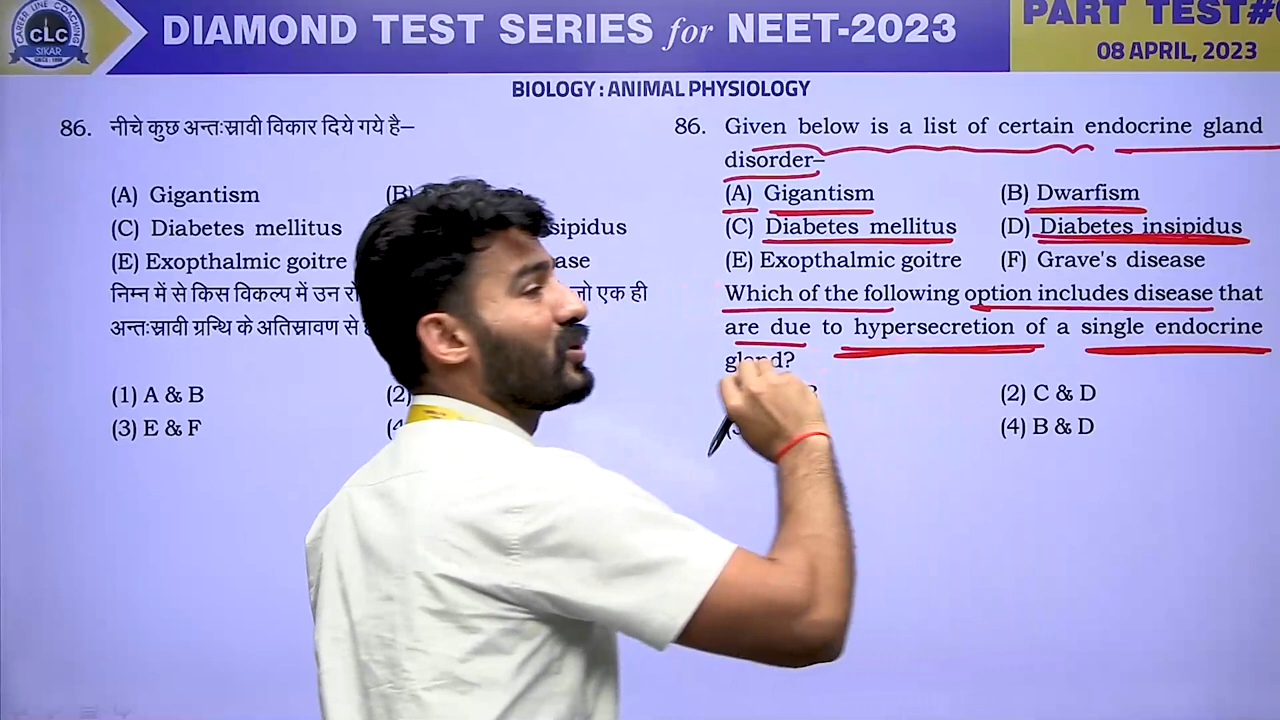 CAREER LINE COACHING
CLC
SIKAR
DIAMOND TEST SERIES for NEET-2023
PART TEST#
08 APRIL, 2023
BIOLOGY : ANIMAL PHYSIOLOGY
86. नीचे कुछ अन्तःस्रावी विकार दिये गये है–
(A) Gigantism (B)
(C) Diabetes mellitus
(E) Exopthalmic goitre
निम्न में से किस विकल्प में उन एक ही
अन्तःस्रावी ग्रन्थि के अतिस्रावण से
(1) A & B (2)
(3) E & F
86. Given below is a list of certain endocrine gland
disorder–
(A) Gigantism (B) Dwarfism
(C) Diabetes mellitus (D) Diabetes insipidus
(E) Exopthalmic goitre (F) Grave's disease
Which of the following option includes disease that
are due to hypersecretion of a single endocrine
gland?
(2) C & D
(4) B & D